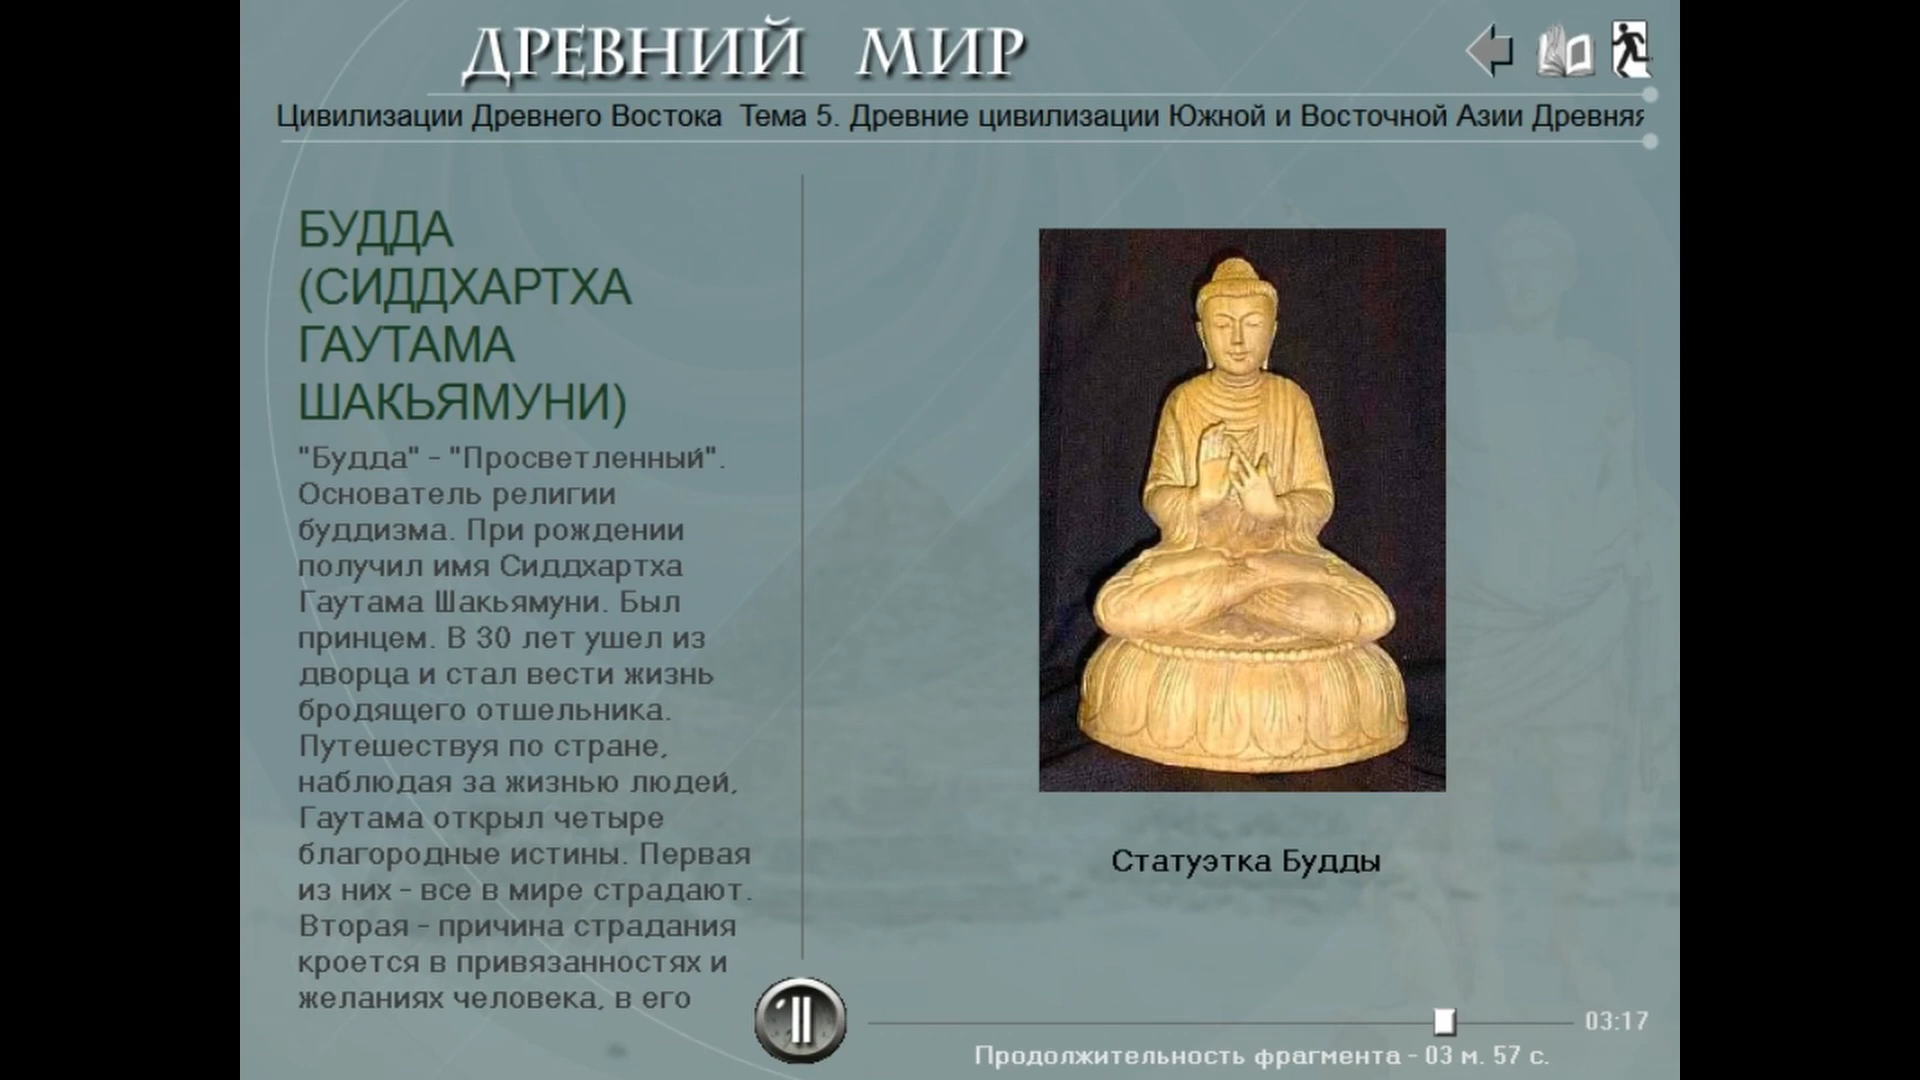 ДРЕВНИЙ МИР
Цивилизации Древнего Востока Тема 5. Древние цивилизации Южной и Восточной Азии Древняя
БУДДА
(СИДДХАРТХА
ГАУТАМА
ШАКЬЯМУНИ)
"Будда" - "Просветленный".
Основатель религии
буддизма. При рождении
получил имя Сиддхартха
Гаутама Шакьямуни. Был
принцем. В 30 лет ушел из
дворца и стал вести жизнь
бродящего отшельника.
Путешествуя по стране,
наблюдая за жизнью людей,
Гаутама открыл четыре
благородные истины. Первая
из них - все в мире страдают.
Вторая - причина страдания
кроется в привязанностях и
желаниях человека, в его
Статуэтка Будды
03:17
Продолжительность фрагмента - 03 м. 57 с.